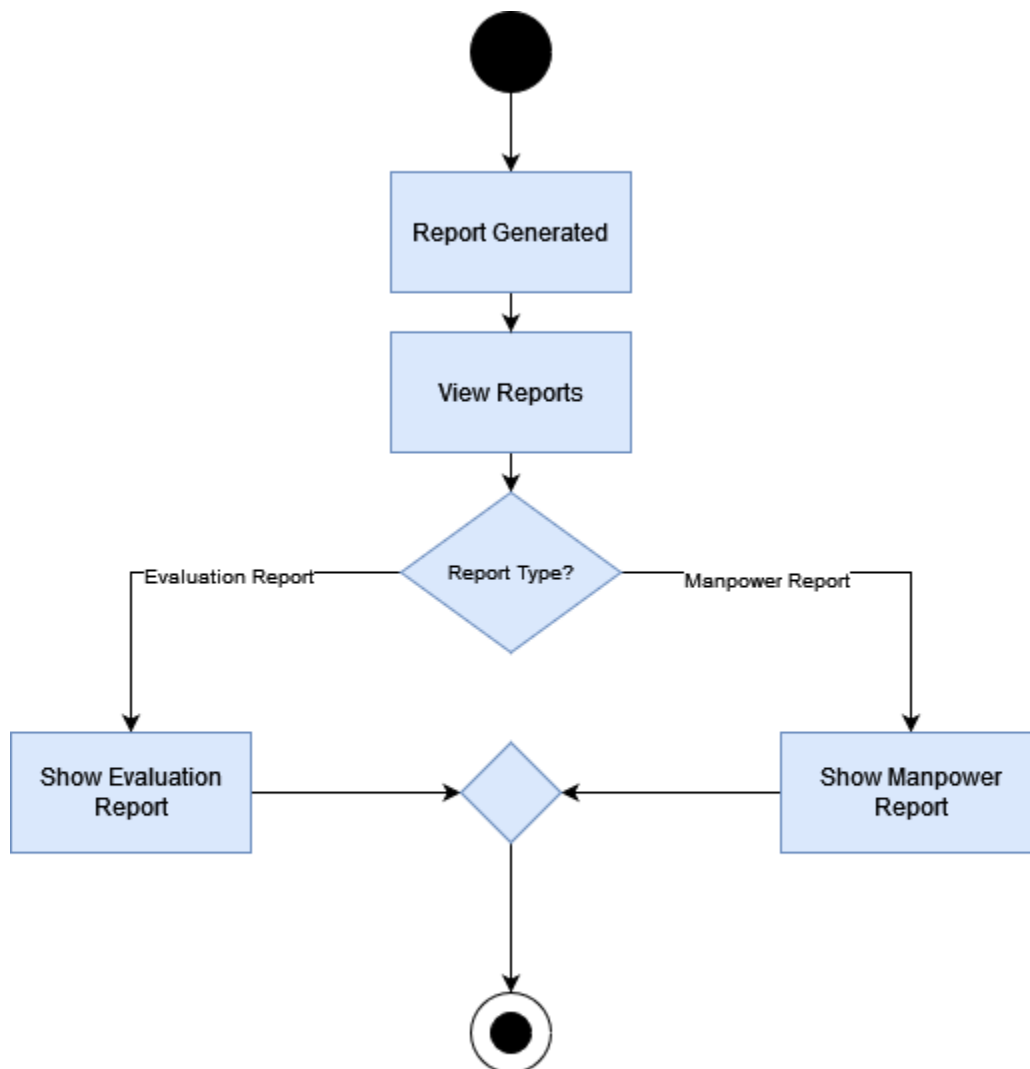 Report Generated
View Reports
Report Type?
Evaluation Report
Manpower Report
Show Evaluation
Report
Show Manpower
Report